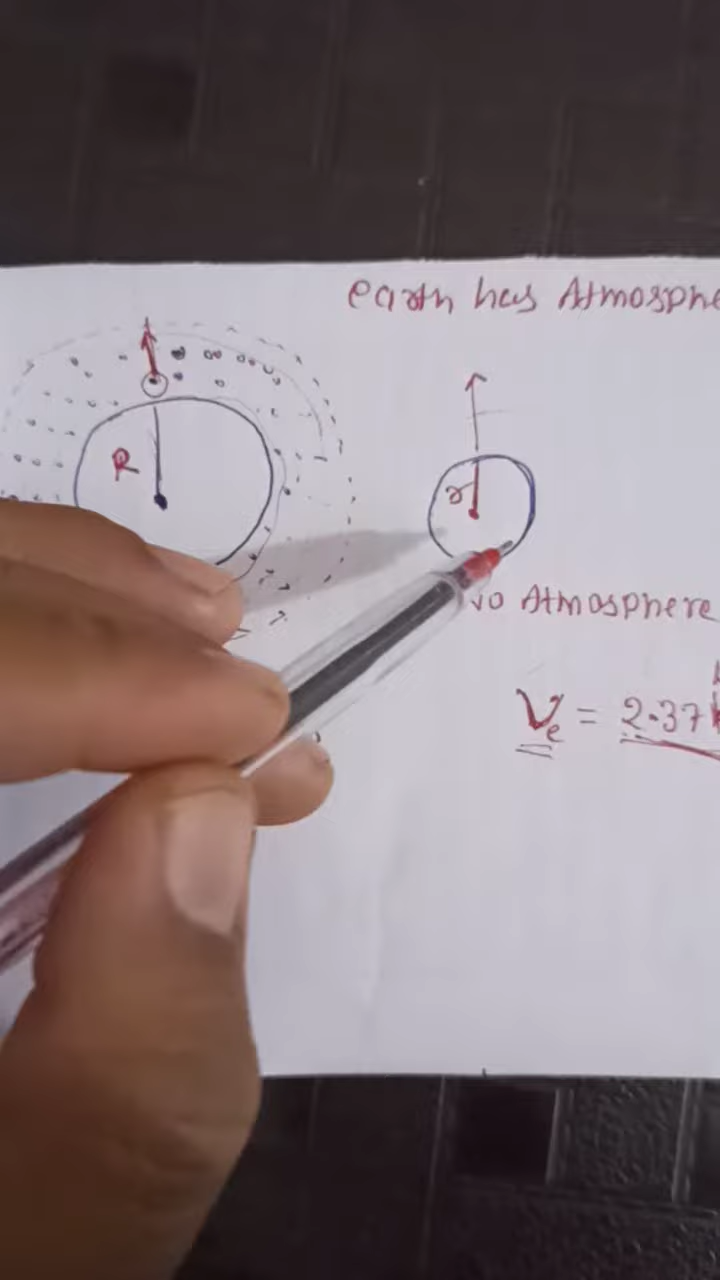 earth has Atmosphe
R
r
No Atmosphere
Ve = 2.37